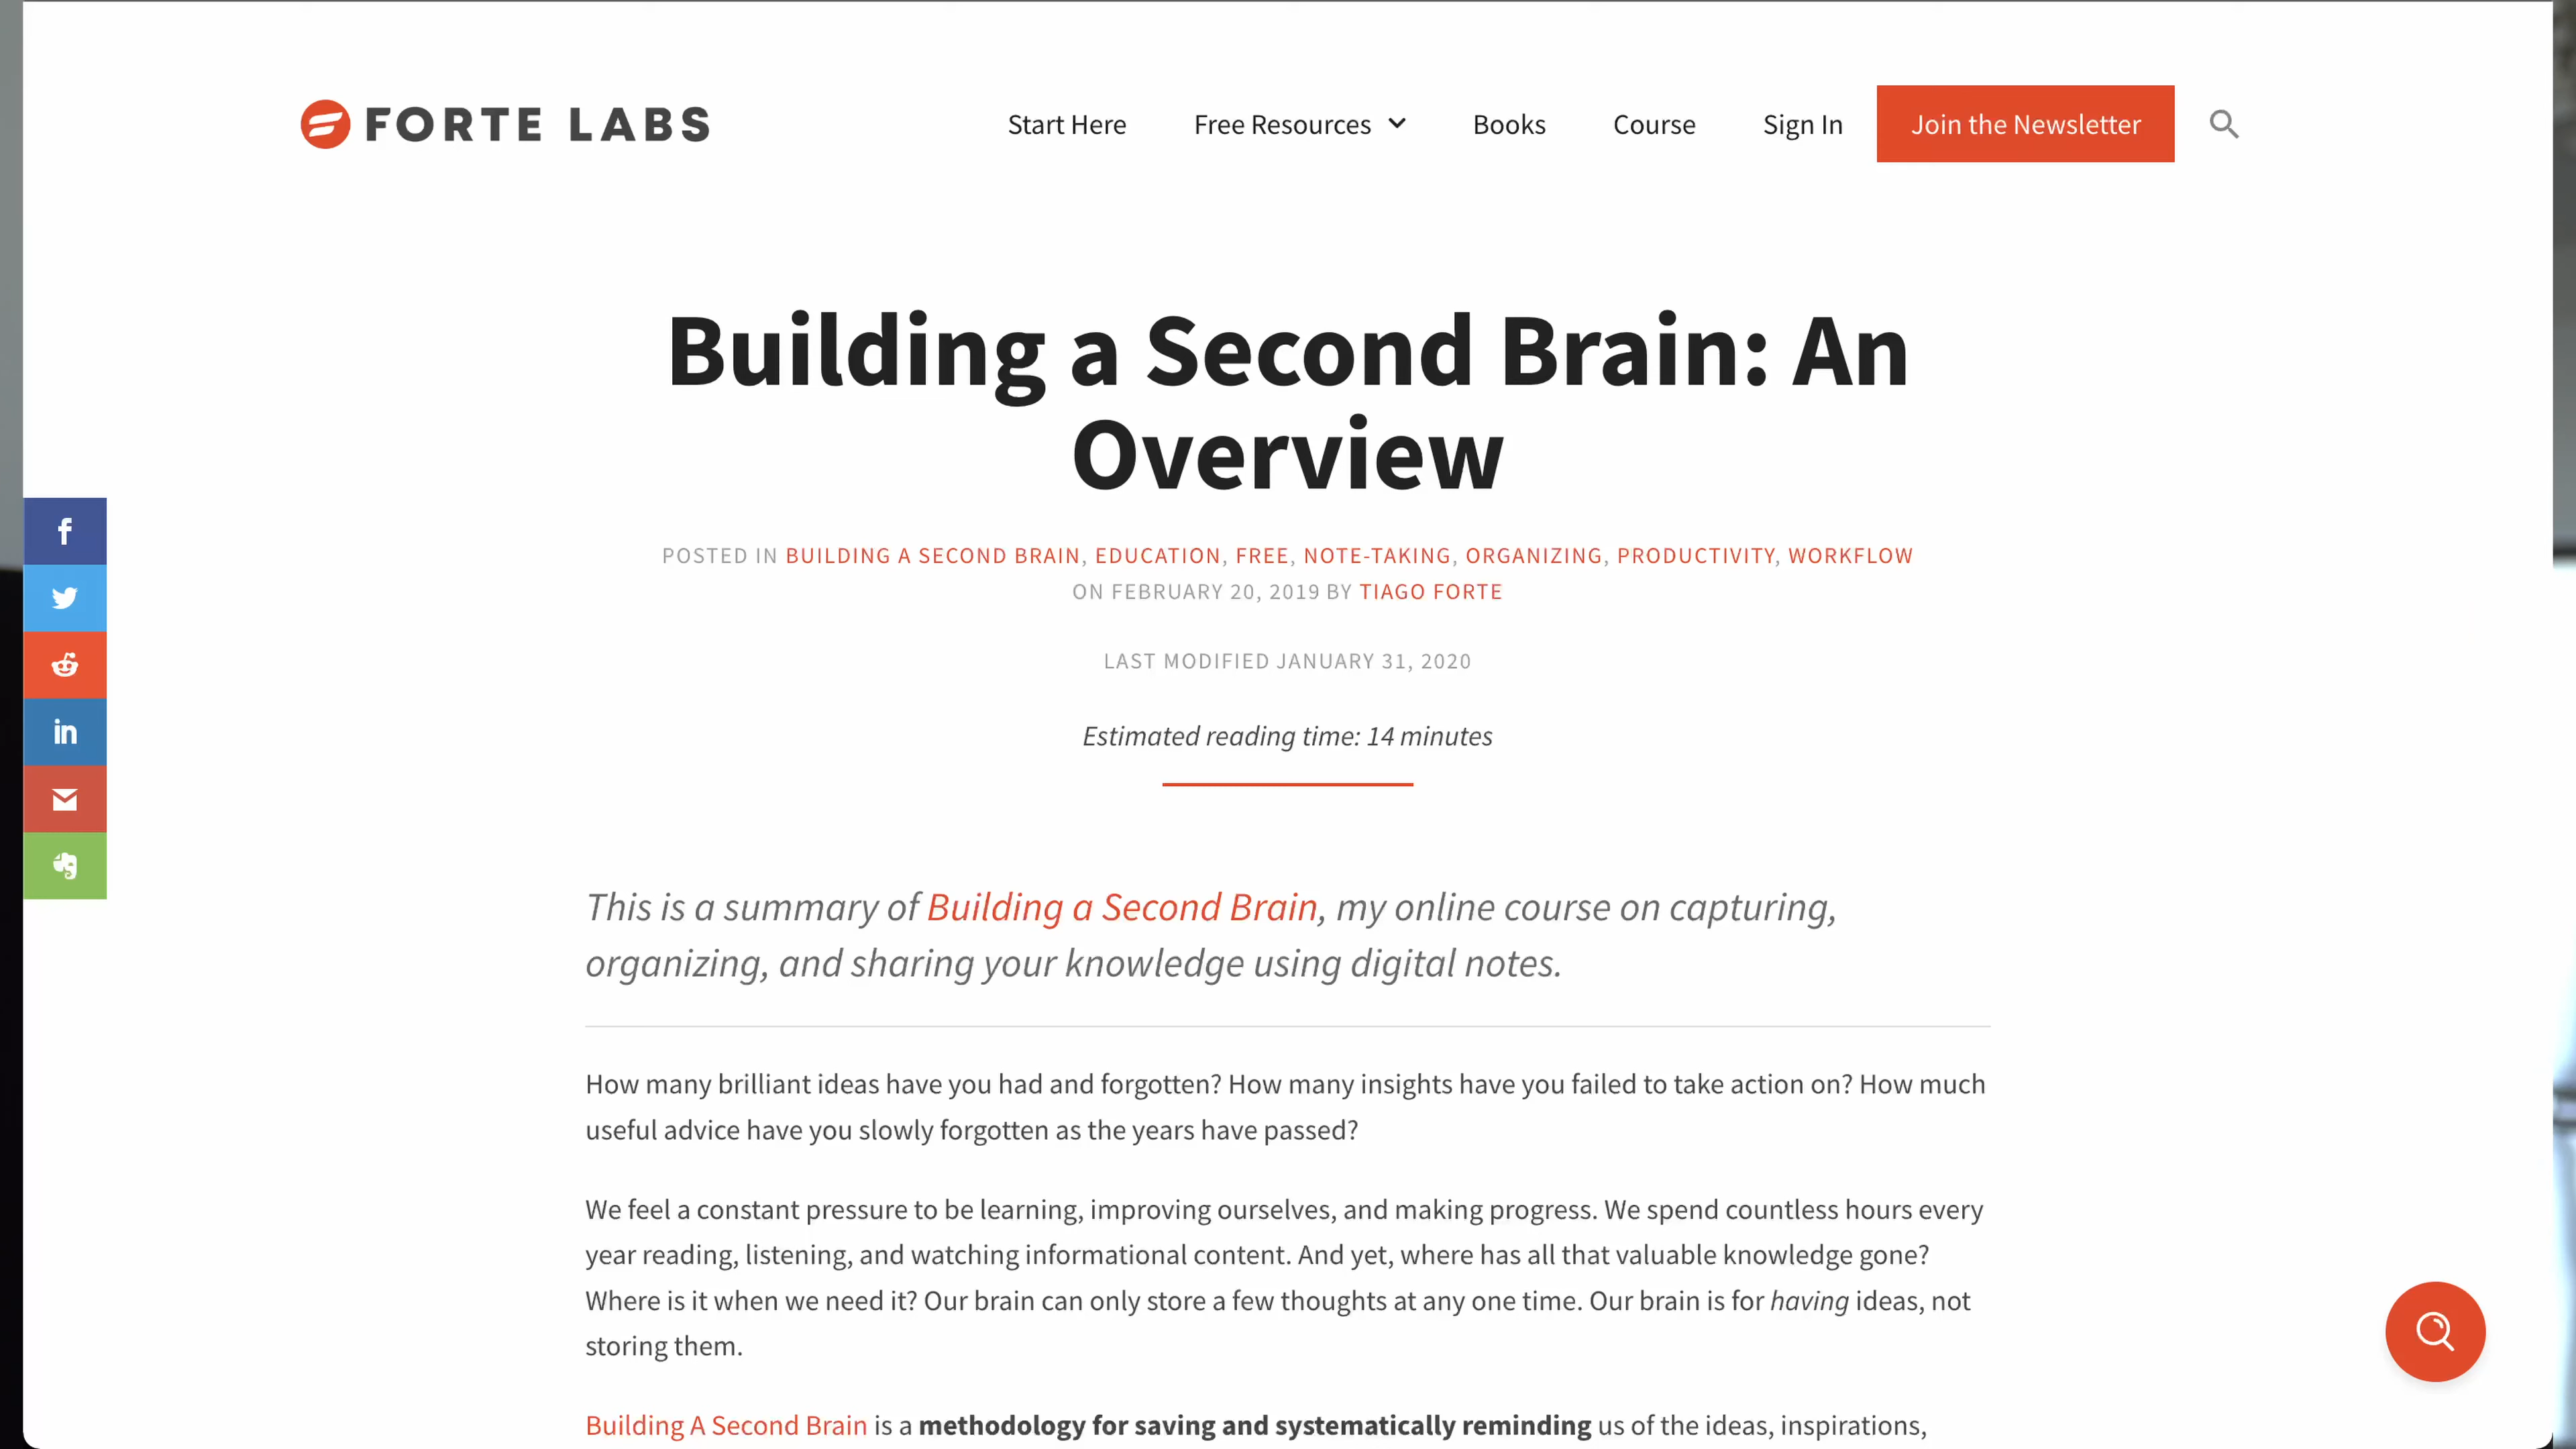 FORTE LABS
Start Here Free Resources Books Course Sign In Join the Newsletter
Building a Second Brain: An
Overview
POSTED IN BUILDING A SECOND BRAIN, EDUCATION, FREE, NOTE-TAKING, ORGANIZING, PRODUCTIVITY, WORKFLOW
ON FEBRUARY 20, 2019 BY TIAGO FORTE
LAST MODIFIED JANUARY 31, 2020
Estimated reading time: 14 minutes
This is a summary of Building a Second Brain, my online course on capturing,
organizing, and sharing your knowledge using digital notes.
How many brilliant ideas have you had and forgotten? How many insights have you failed to take action on? How much
useful advice have you slowly forgotten as the years have passed?
We feel a constant pressure to be learning, improving ourselves, and making progress. We spend countless hours every
year reading, listening, and watching informational content. And yet, where has all that valuable knowledge gone?
Where is it when we need it? Our brain can only store a few thoughts at any one time. Our brain is for having ideas, not
storing them.
Building A Second Brain is a methodology for saving and systematically reminding us of the ideas, inspirations,